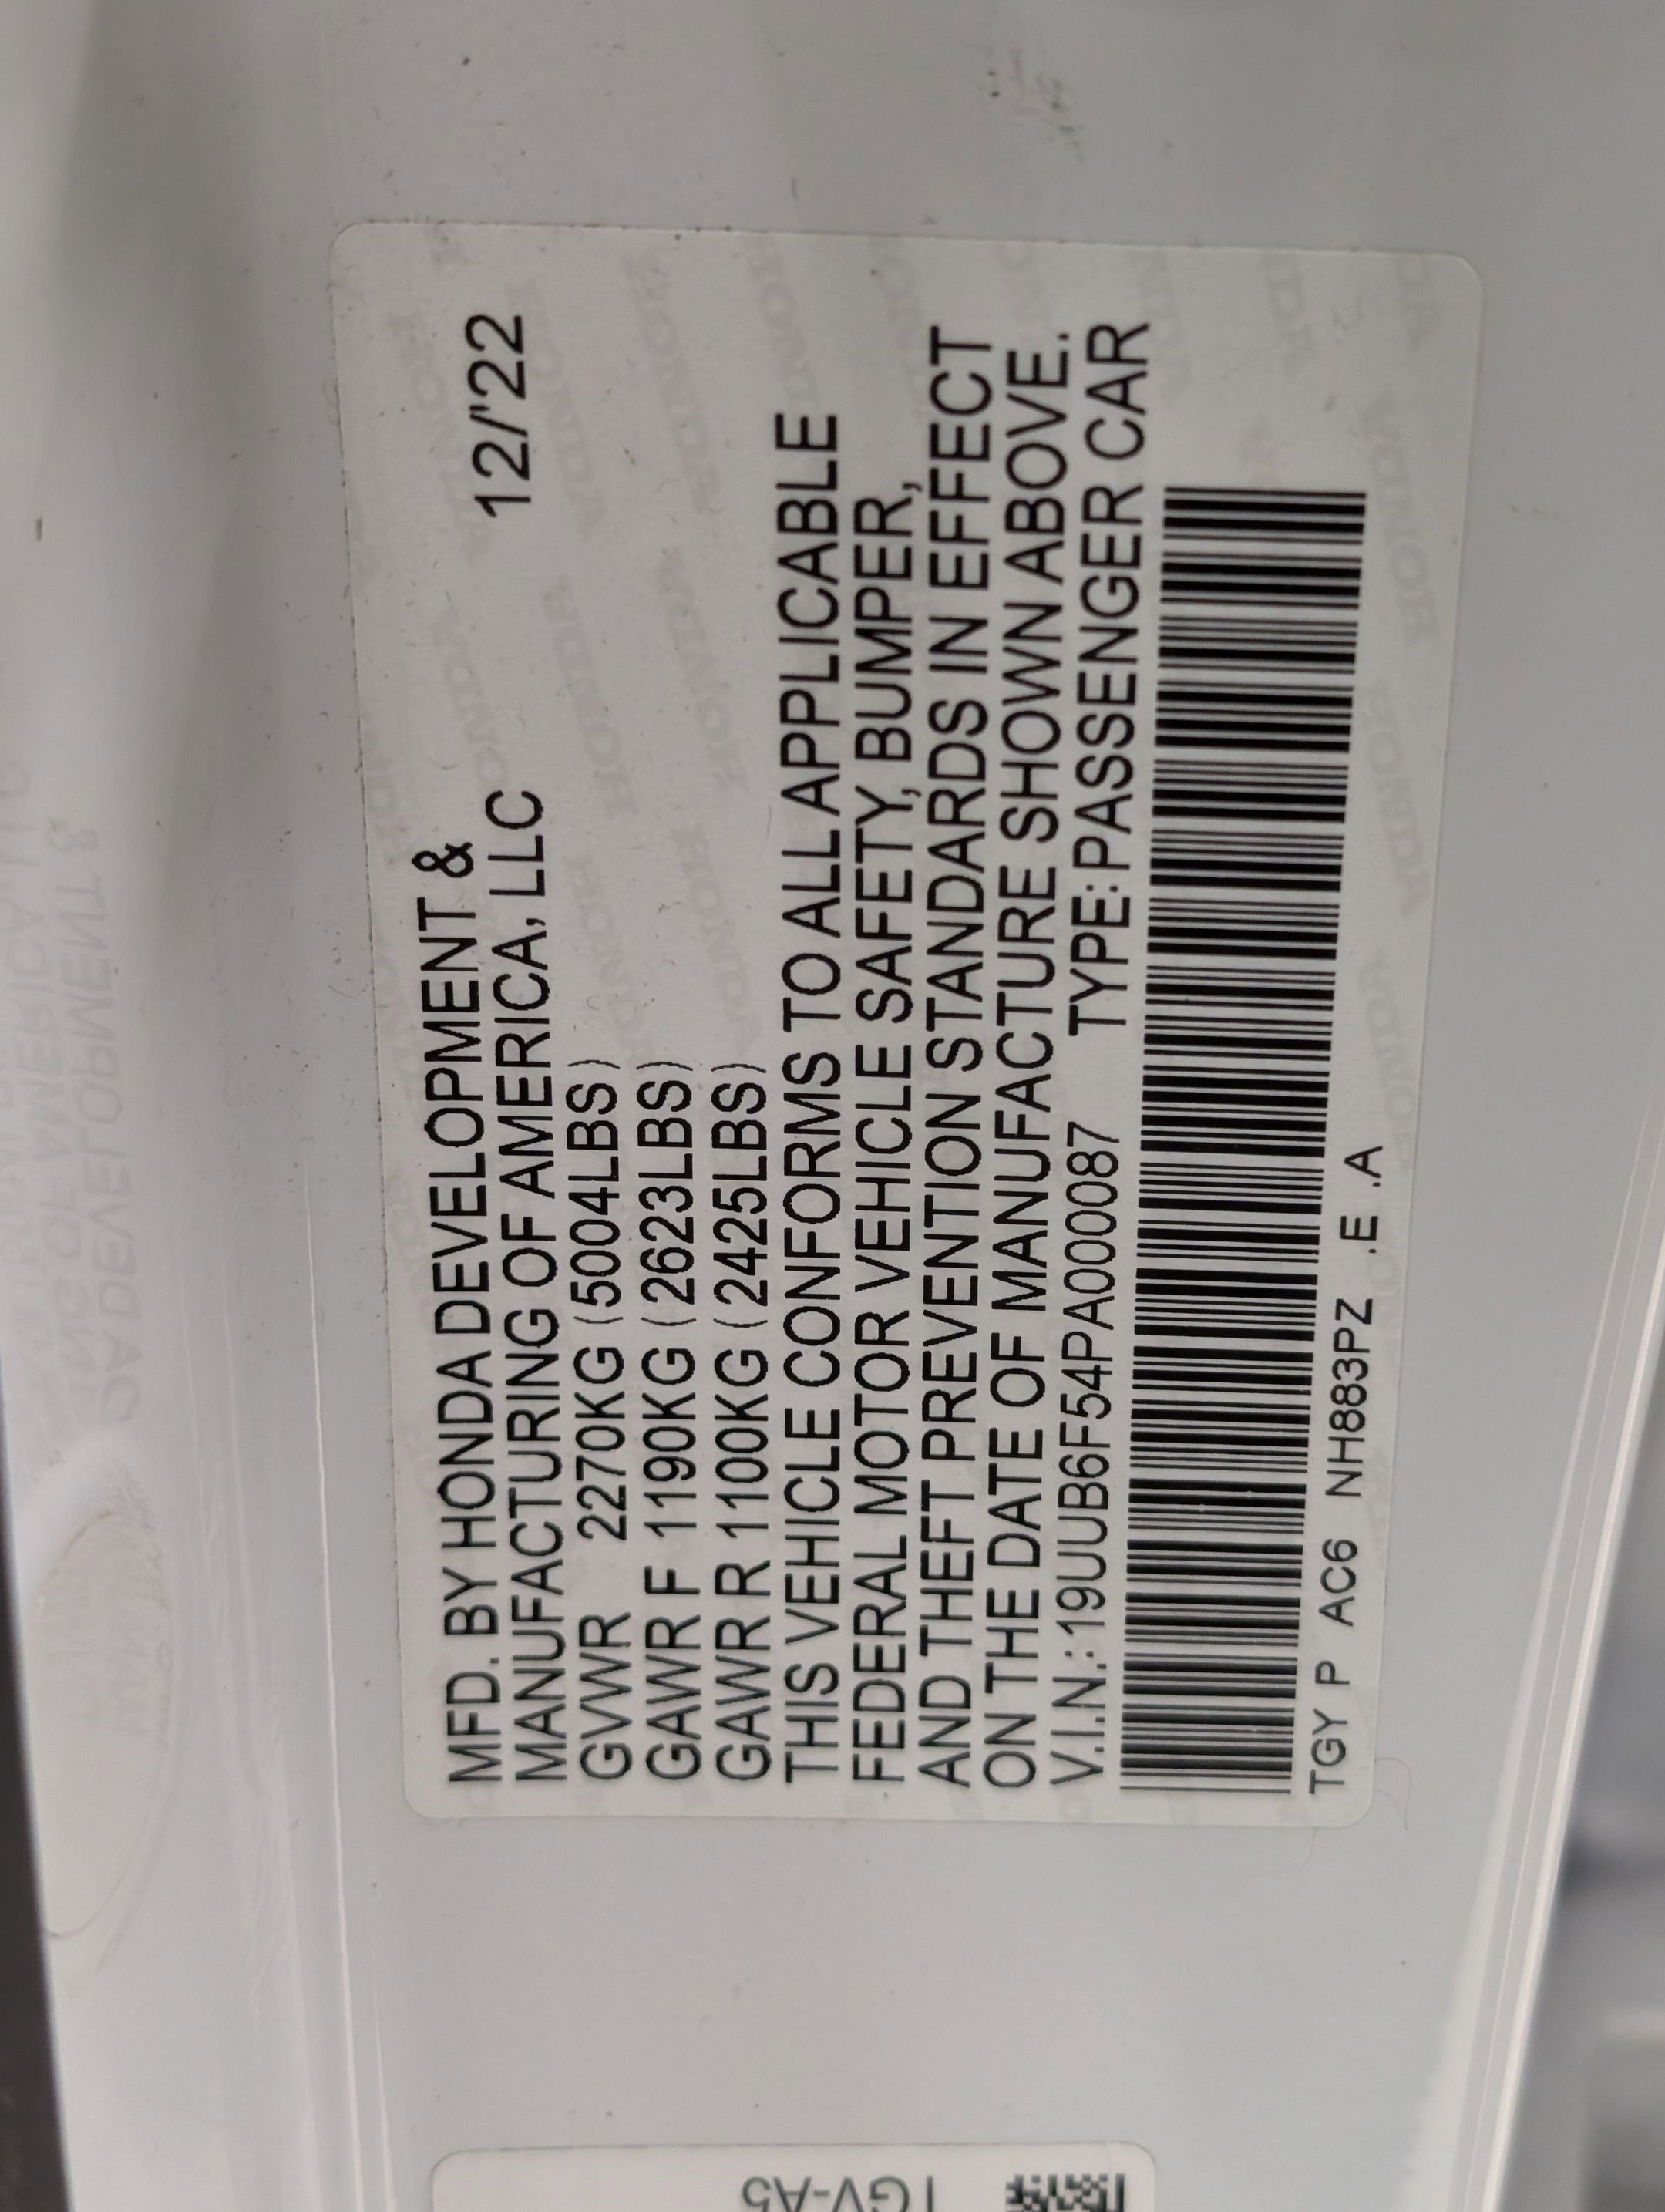 MFD. BY HONDA DEVELOPMENT &
MANUFACTURING OF AMERICA, LLC 12/'22
GVWR 2270KG (5004LBS)
GAWR F 1190KG (2623LBS)
GAWR R 1100KG (2425LBS)
THIS VEHICLE CONFORMS TO ALL APPLICABLE
FEDERAL MOTOR VEHICLE SAFETY, BUMPER,
AND THEFT PREVENTION STANDARDS IN EFFECT
ON THE DATE OF MANUFACTURE SHOWN ABOVE.
V.I.N.: 19UUB6F54PA000087 TYPE: PASSENGER CAR
TGY P AC6 NH883PZ .E .A